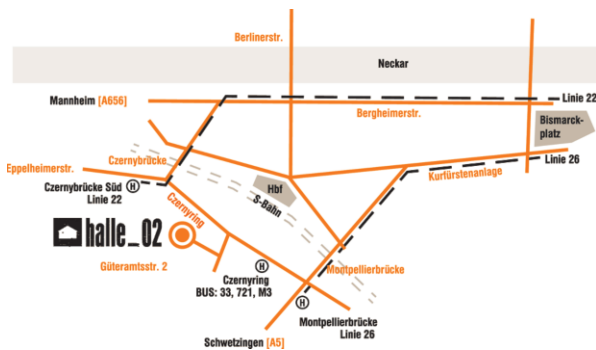 Berlinerstr.
Neckar
Mannheim [A656]
Linie 22
Bergheimerstr.
Bismarck-
platz
Czernybrücke
Eppelheimerstr.
Linie 26
Kurfürstenanlage
Hbf
S-Bahn
Czernybrücke Süd
Linie 22
H
Czernyring
halle_02
Güteramtsstr. 2
H
Czernyring
BUS: 33, 721, M3
Montpellierbrücke
H
Montpellierbrücke
Linie 26
Schwetzingen [A5]